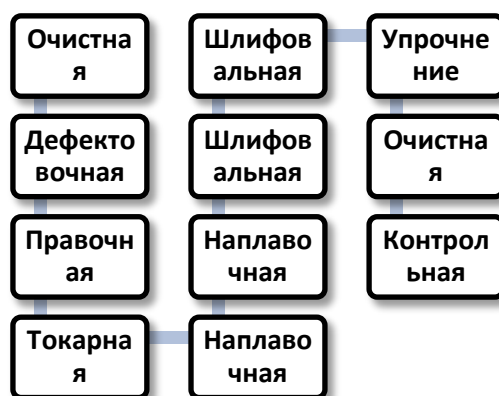 Очистна
я
Дефекто
вочная
Правочн
ая
Токарна
я
Наплаво
чная
Наплаво
чная
Шлифов
альная
Шлифов
альная
Упрочне
ние
Очистна
я
Контрол
ьная